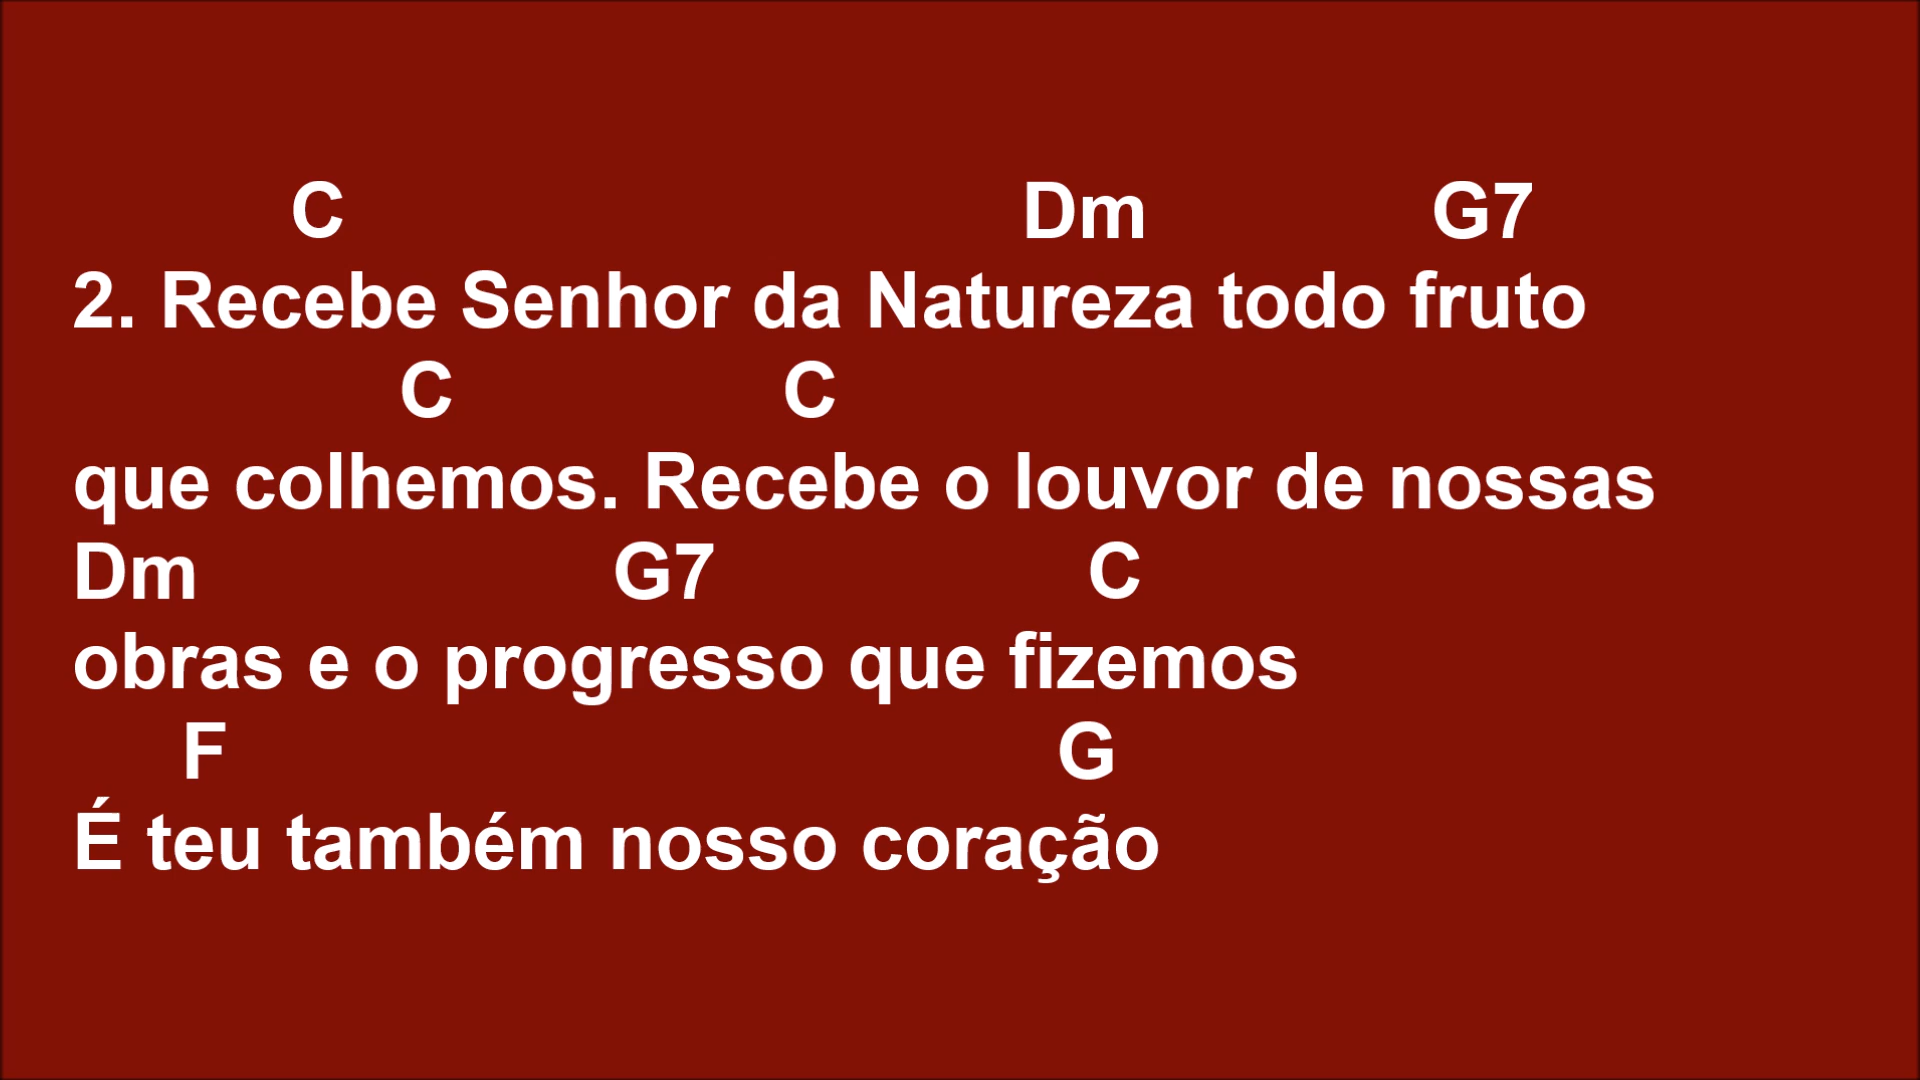 C Dm G7
2. Recebe Senhor da Natureza todo fruto
C C
que colhemos. Recebe o louvor de nossas
Dm G7 C
obras e o progresso que fizemos
F G
É teu também nosso coração